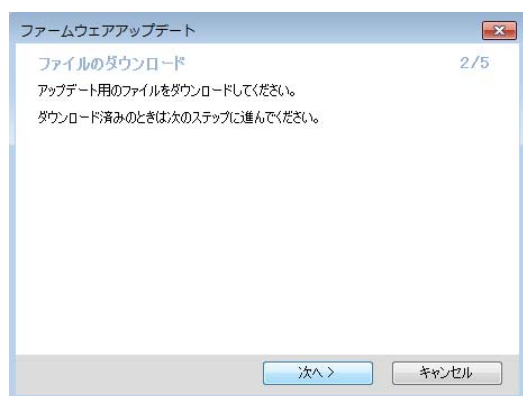 ファームウェアアップデート
ファイルのダウンロード 2/5
アップデート用のファイルをダウンロードしてください。
ダウンロード済みのときは次のステップに進んでください。
次へ > キャンセル